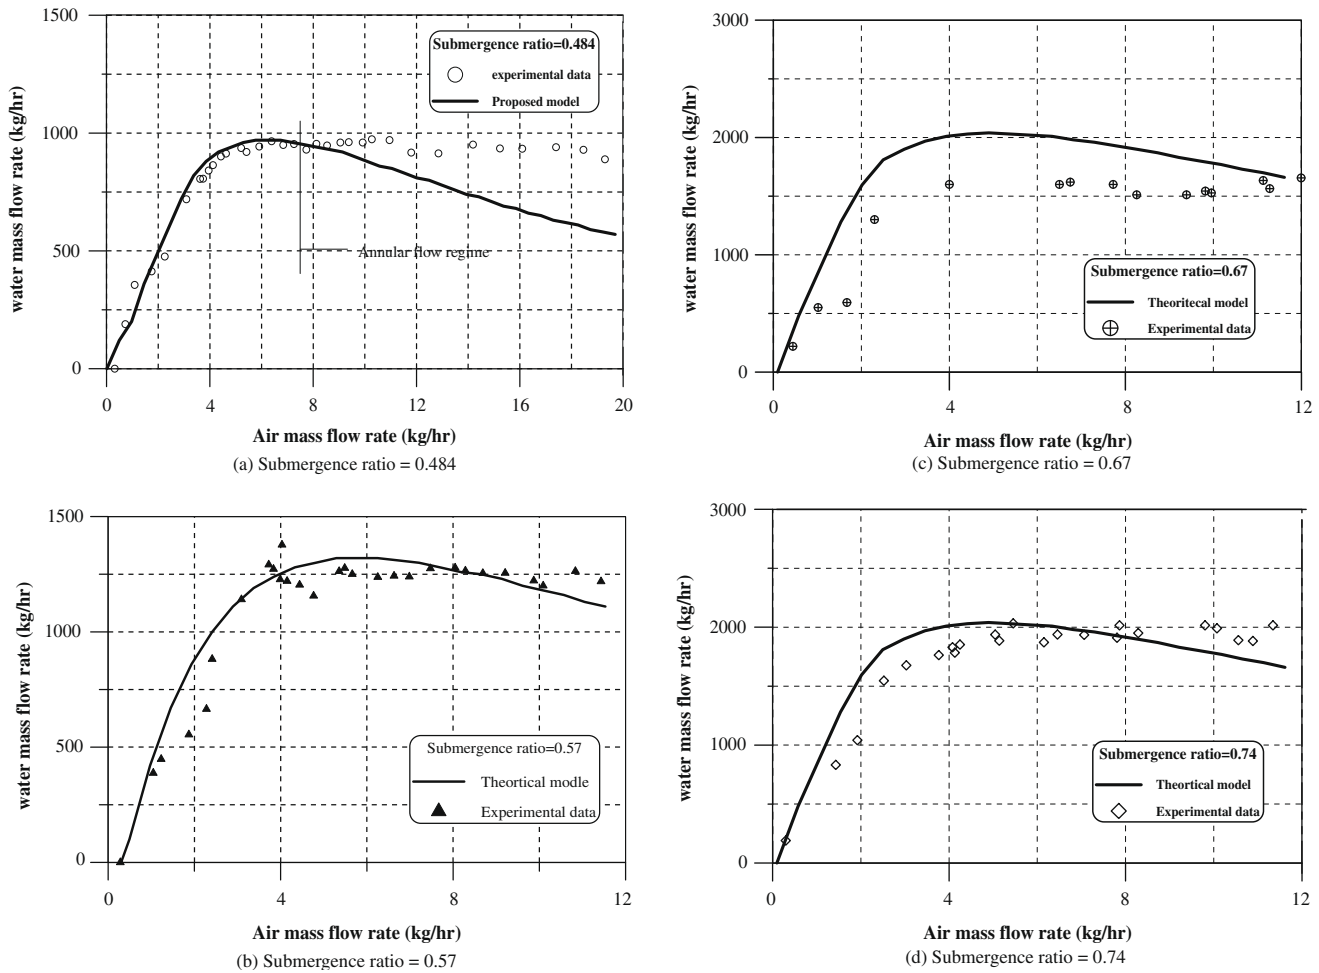 1500
1000
500
0
0 4 8 12 16 20
water mass flow rate (kg/hr)
Submergence ratio=0.484
experimental data
Proposed model
Annular flow regime
Air mass flow rate (kg/hr)
(a) Submergence ratio = 0.484
3000
2000
1000
0
0 4 8 12
water mass flow rate (kg/hr)
Submergence ratio=0.67
Theoritecal model
Experimental data
Air mass flow rate (kg/hr)
(c) Submergence ratio = 0.67
1500
1000
500
0
0 4 8 12
water mass flow rate (kg/hr)
Submergence ratio=0.57
Theortical modle
Experimental data
Air mass flow rate (kg/hr)
(b) Submergence ratio = 0.57
3000
2000
1000
0
0 4 8 12
water mass flow rate (kg/hr)
Submergence ratio=0.74
Theortical model
Experimental data
Air mass flow rate (kg/hr)
(d) Submergence ratio = 0.74